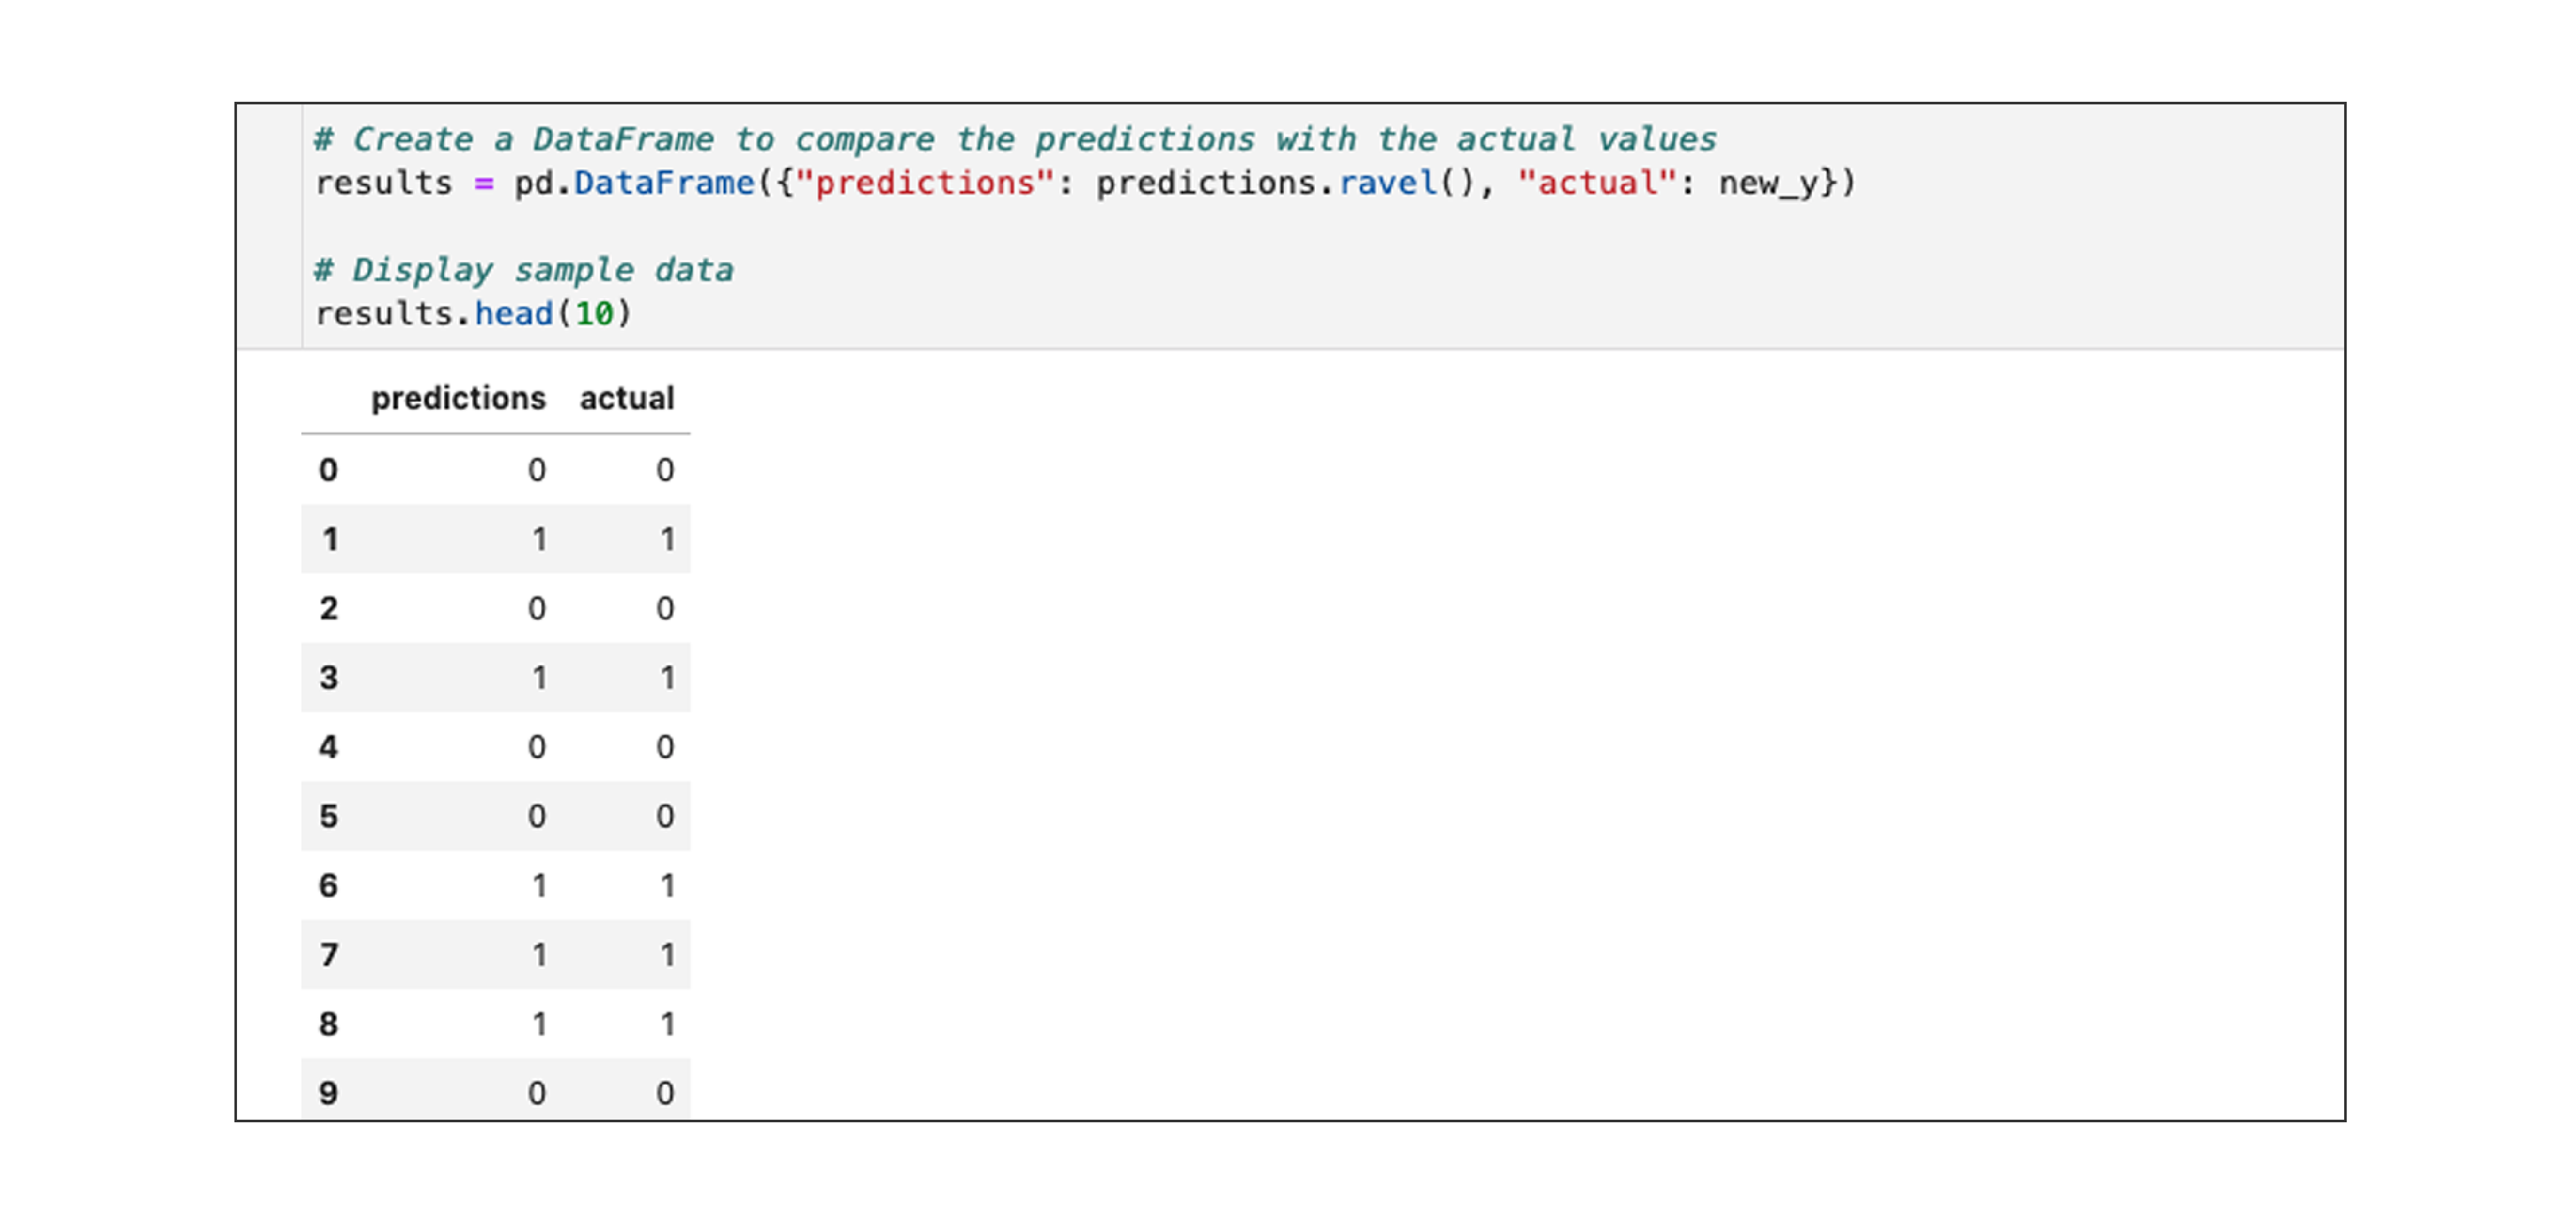 # Create a DataFrame to compare the predictions with the actual values
results = pd.DataFrame({"predictions": predictions.ravel(), "actual": new_y})
# Display sample data
results.head(10)
predictions actual
0 0 0
1 1 1
2 0 0
3 1 1
4 0 0
5 0 0
6 1 1
7 1 1
8 1 1
9 0 0